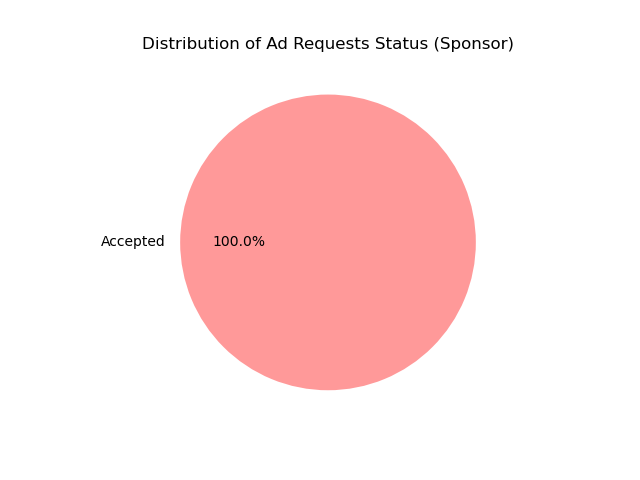 Distribution of Ad Requests Status (Sponsor)
Accepted
100.0%